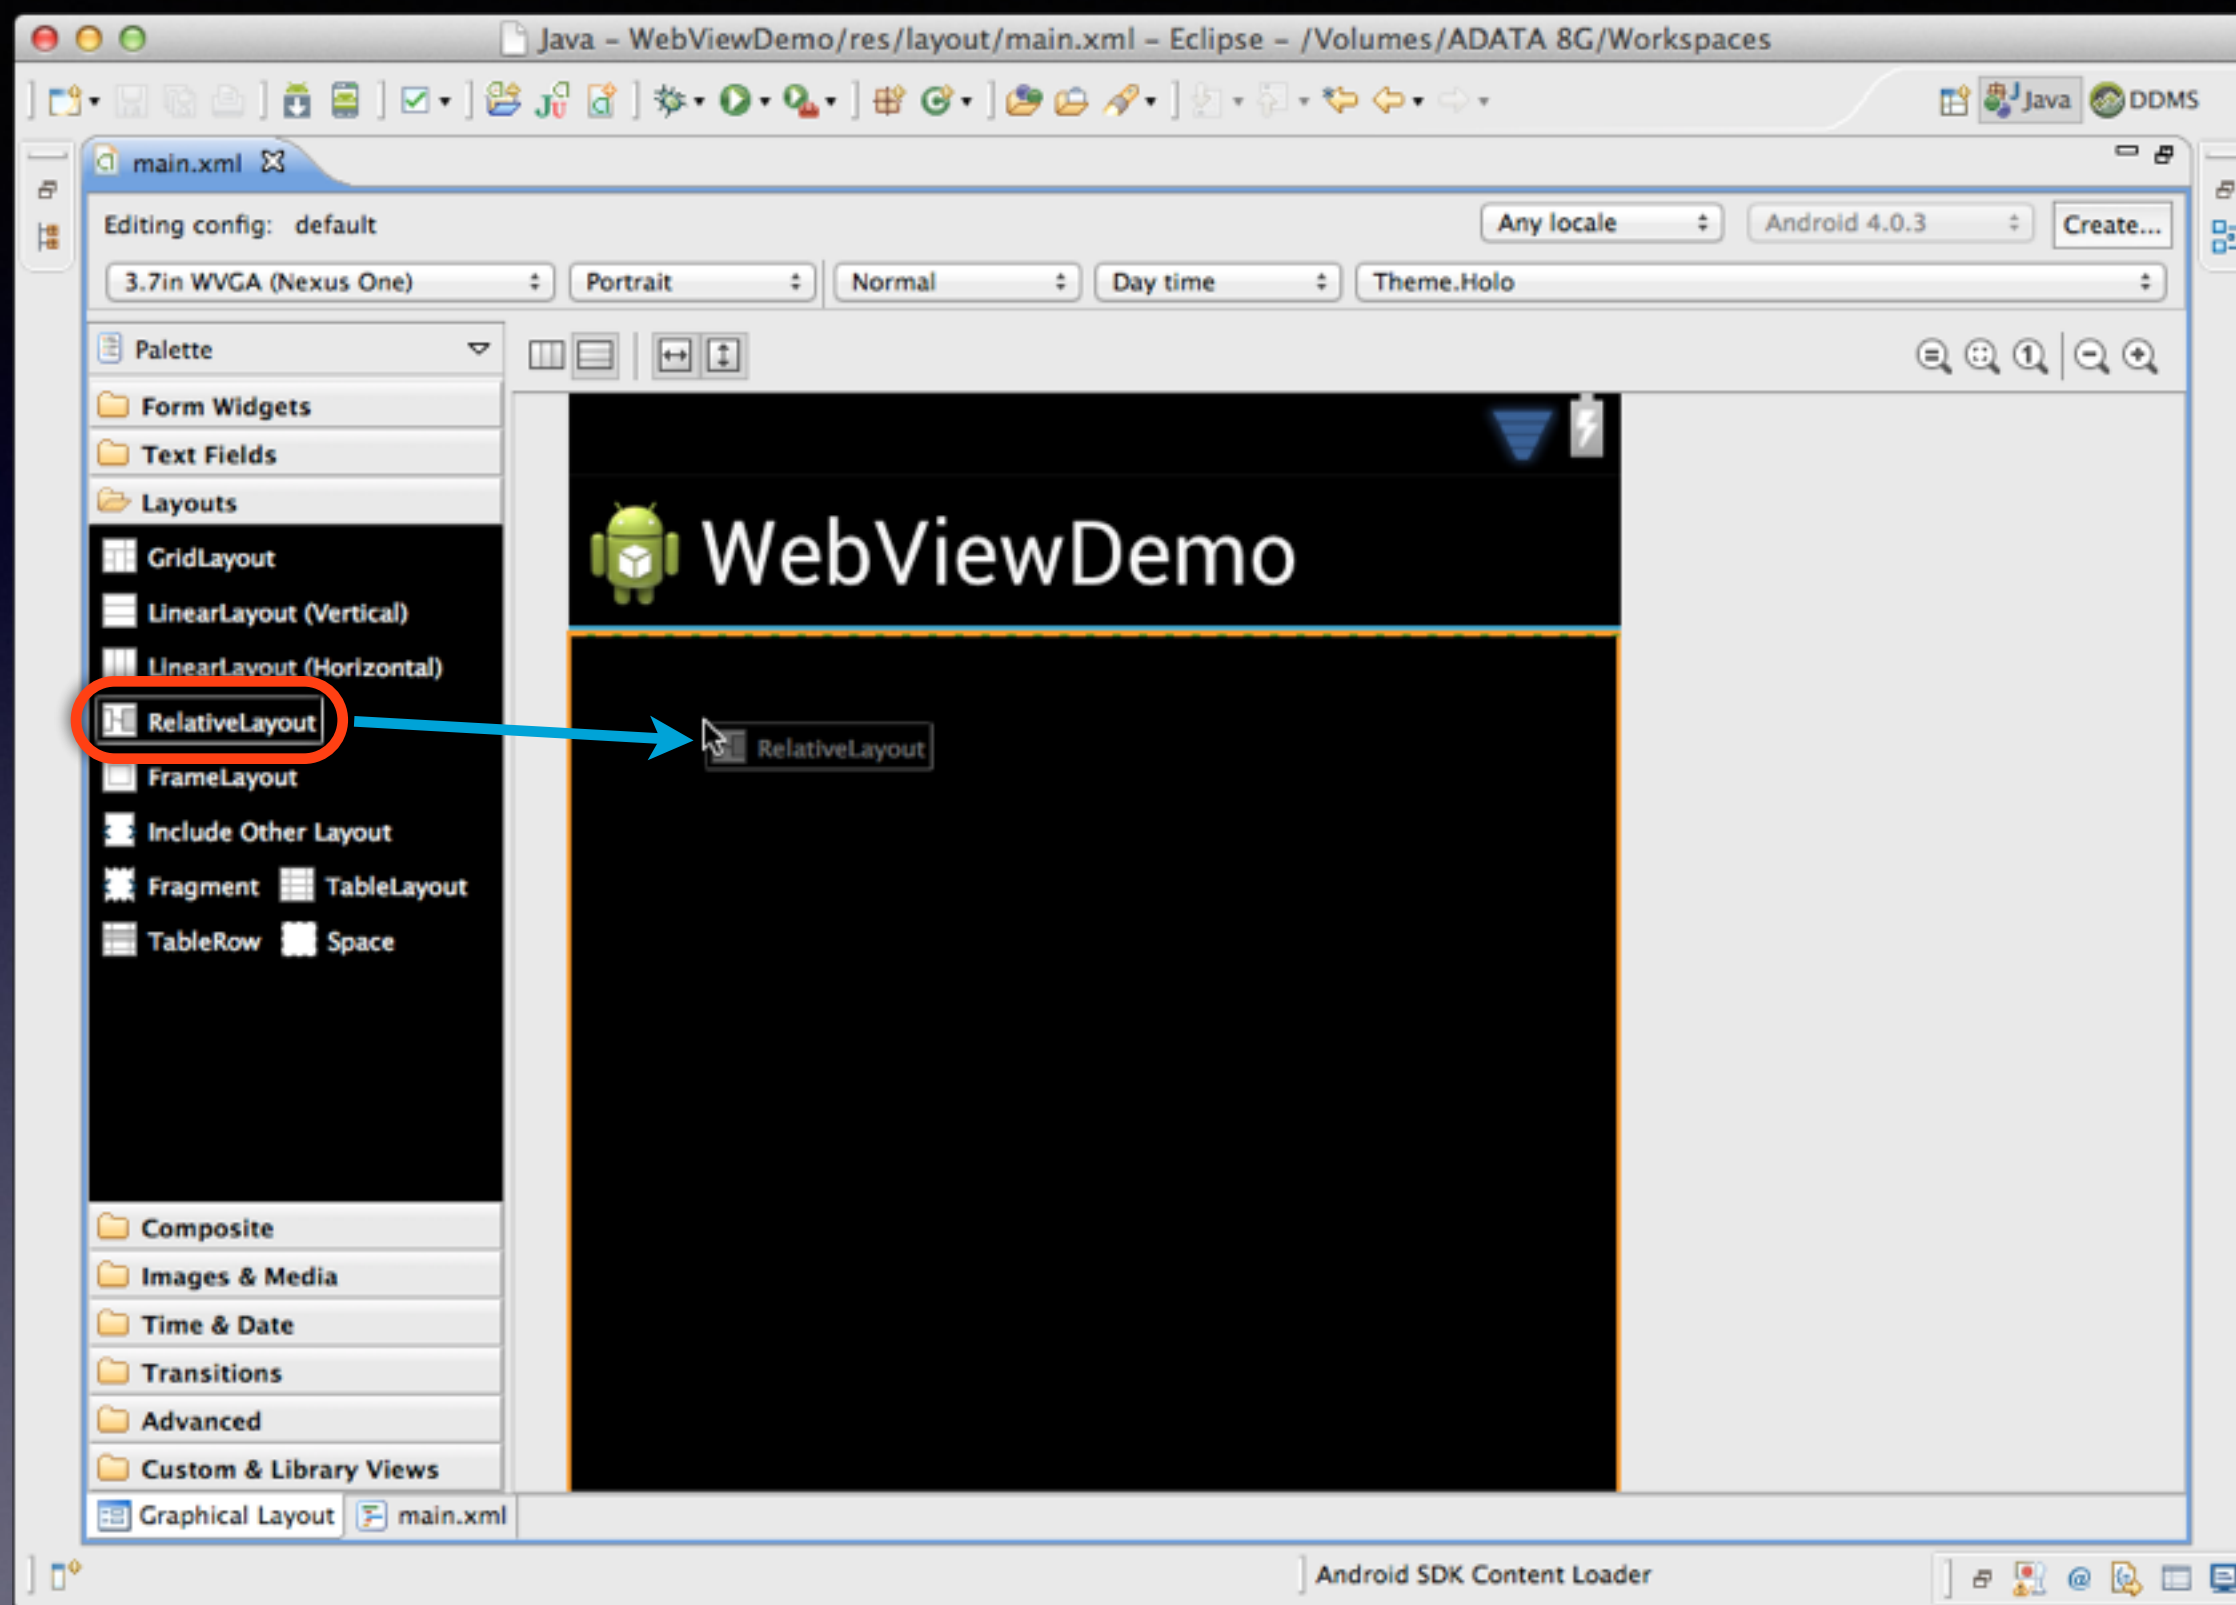 Java – WebViewDemo/res/layout/main.xml – Eclipse – /Volumes/ADATA 8G/Workspaces
Java DDMS
main.xml
Editing config: default Any locale Android 4.0.3 Create...
3.7in WVGA (Nexus One) Portrait Normal Day time Theme.Holo
Palette
Form Widgets
Text Fields
Layouts
GridLayout
LinearLayout (Vertical)
LinearLayout (Horizontal)
RelativeLayout
FrameLayout
Include Other Layout
Fragment TableLayout
TableRow Space
Composite
Images & Media
Time & Date
Transitions
Advanced
Custom & Library Views
WebViewDemo
RelativeLayout
Graphical Layout main.xml
Android SDK Content Loader